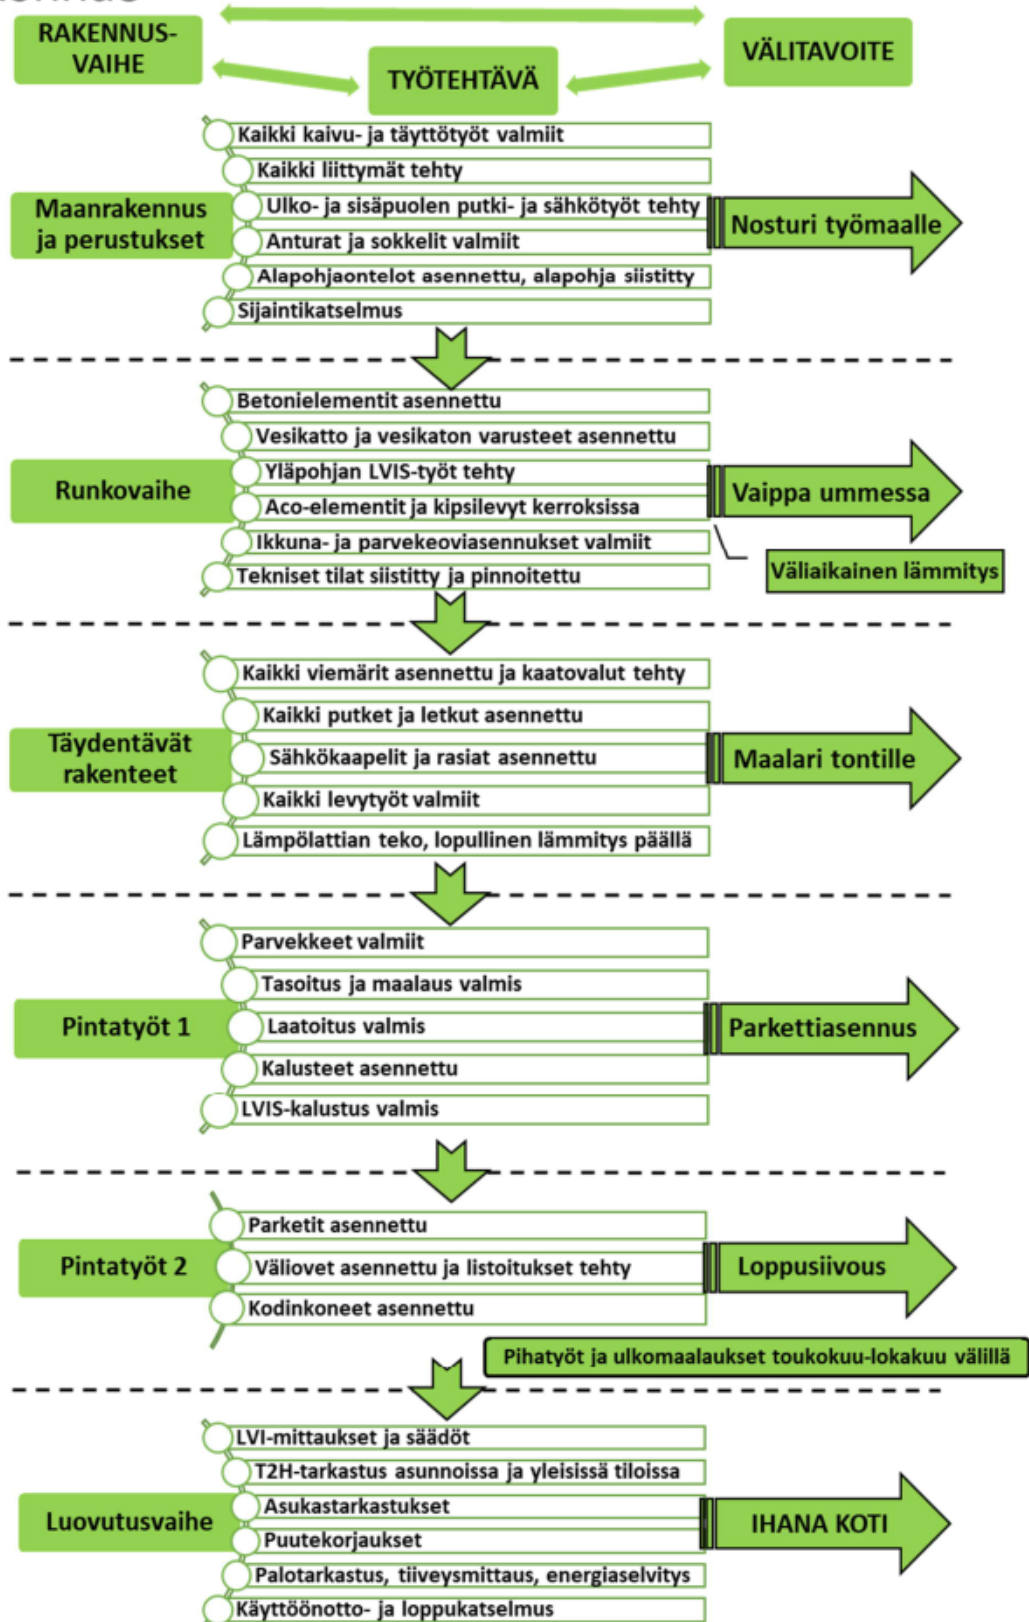 RAKENNUS-
VAIHE
TYÖTEHTÄVÄ
VÄLITAVOITE
Kaikki kaivu- ja täyttötyöt valmiit
Kaikki liittymät tehty
Ulko- ja sisäpuolen putki- ja sähkötyöt tehty
Anturat ja sokkelit valmiit
Alapohjaontelot asennettu, alapohja siistitty
Sijaintikatselmus
Maanrakennus
ja perustukset
Nosturi työmaalle
Betonielementit asennettu
Vesikatto ja vesikaton varusteet asennettu
Yläpohjan LVIS-työt tehty
Aco-elementit ja kipsilevyt kerroksissa
Ikkuna- ja parvekeoviasennukset valmiit
Tekniset tilat siistitty ja pinnoitettu
Runkovaihe
Vaippa ummessa
Väliaikainen lämmitys
Kaikki viemärit asennettu ja kaatovalut tehty
Kaikki putket ja letkut asennettu
Sähkökaapelit ja rasiat asennettu
Kaikki levytyöt valmiit
Lämpölattian teko, lopullinen lämmitys päällä
Täydentävät
rakenteet
Maalari tontille
Parvekkeet valmiit
Tasoitus ja maalaus valmis
Laatoitus valmis
Kalusteet asennettu
LVIS-kalustus valmis
Pintatyöt 1
Parkettiasennus
Parketit asennettu
Väliovet asennettu ja listoitukset tehty
Kodinkoneet asennettu
Pintatyöt 2
Loppusiivous
Pihatyöt ja ulkomaalaukset toukokuu-lokakuu välillä
LVI-mittaukset ja säädöt
T2H-tarkastus asunnoissa ja yleisissä tiloissa
Asukastarkastukset
Puutekorjaukset
Palotarkastus, tiiveysmittaus, energiaselvitys
Käyttöönotto- ja loppukatselmus
Luovutusvaihe
IHANA KOTI